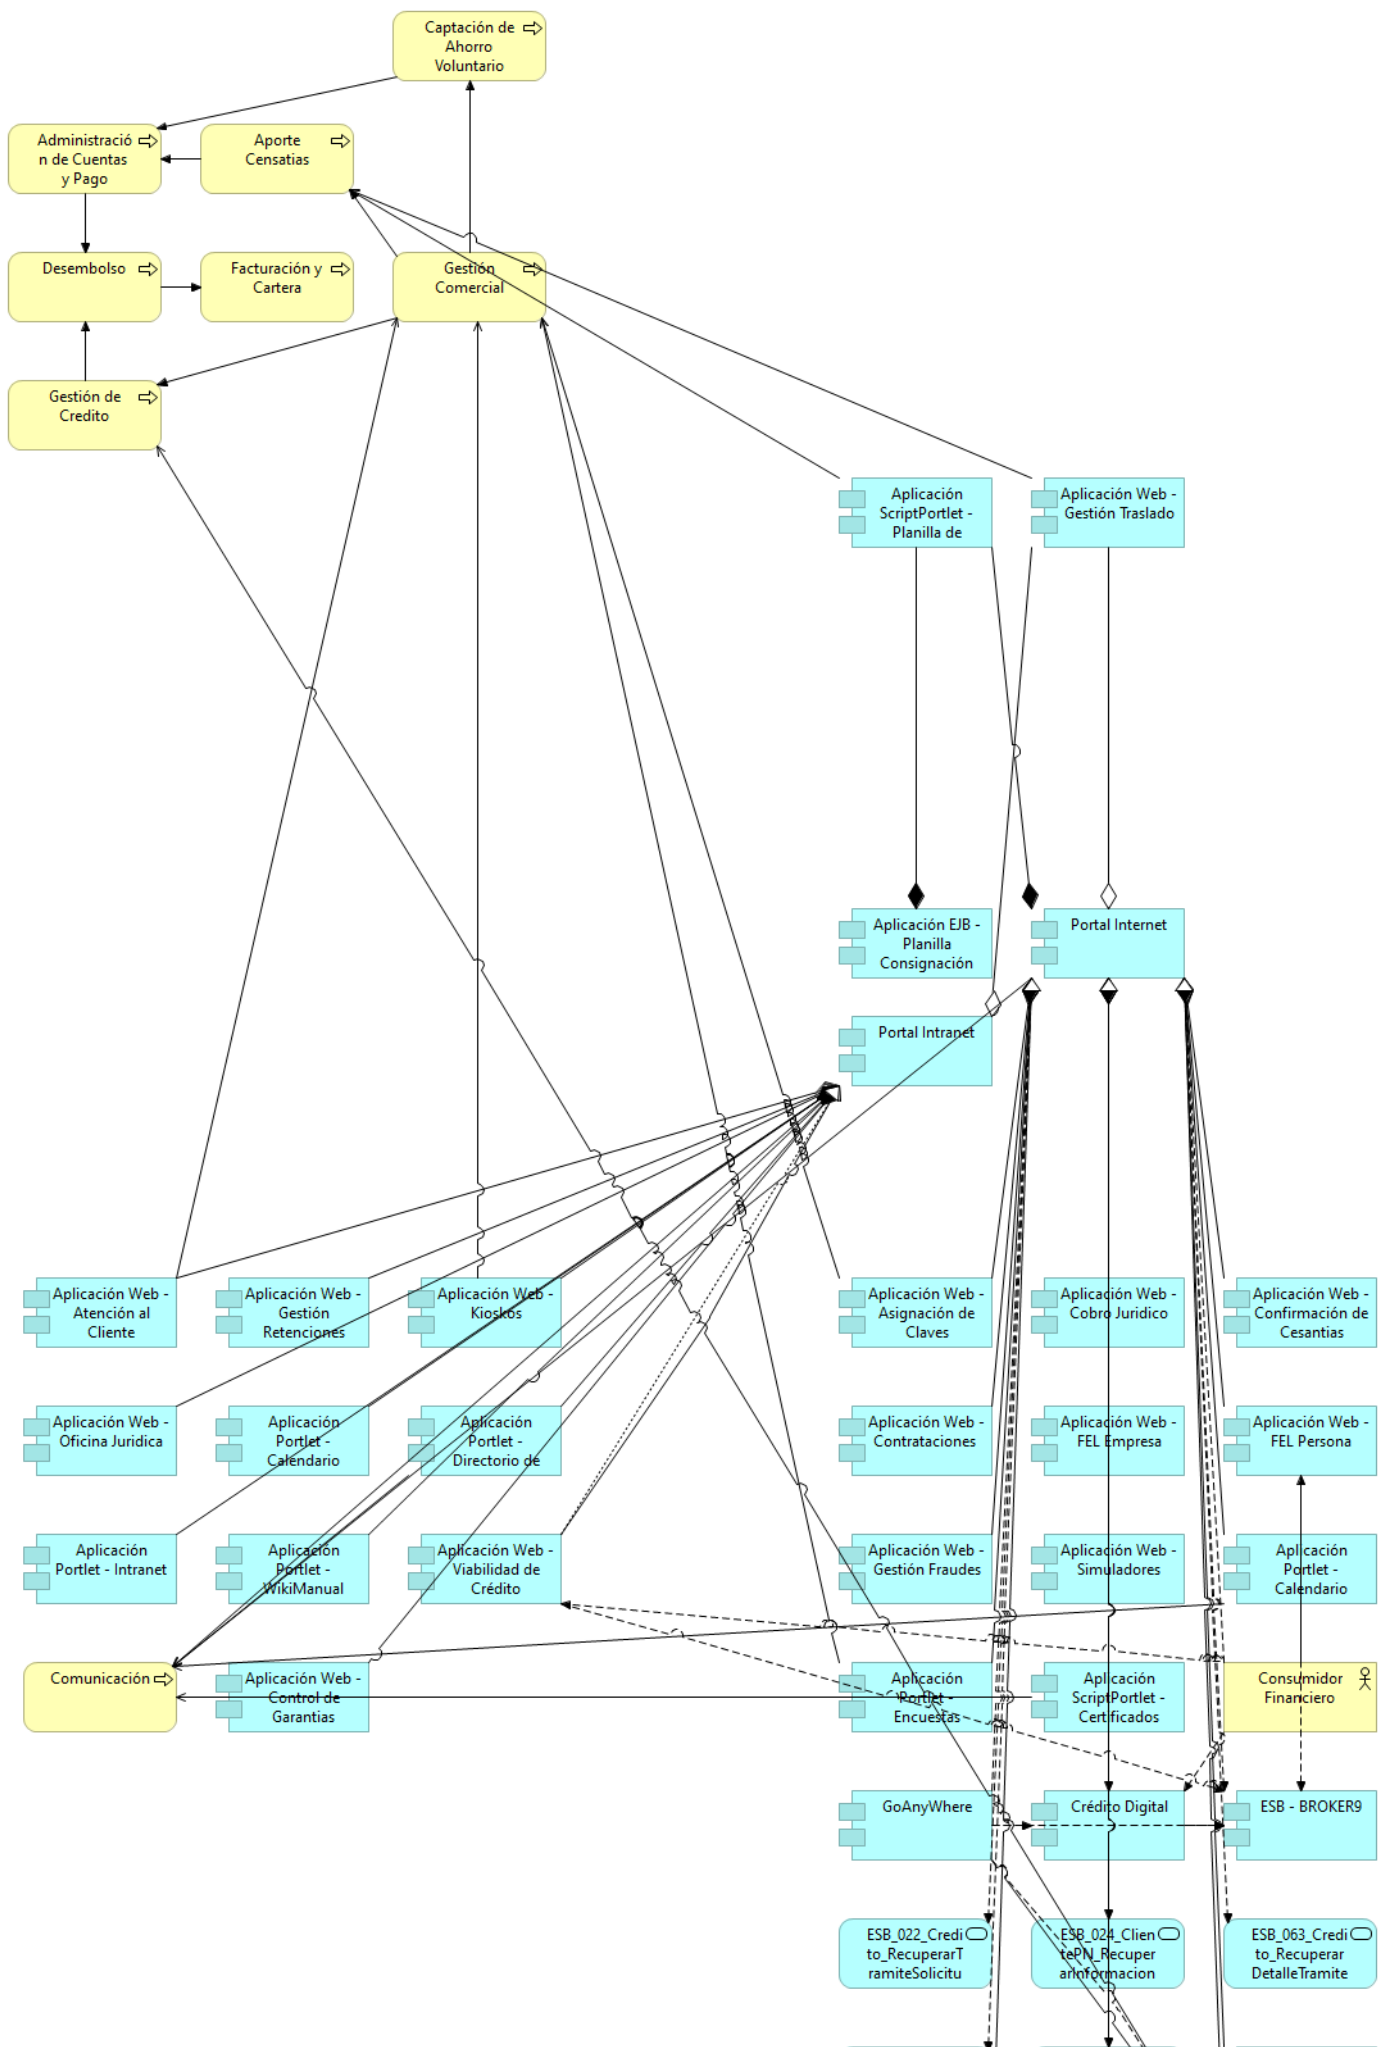 Captación de
Ahorro
Voluntario
Administració
n de Cuentas
y Pago
Aporte
Censatias
Desembolso
Facturación y
Cartera
Gestión
Comercial
Gestión de
Credito
Aplicación
ScriptPortlet -
Planilla de
Aplicación Web -
Gestión Traslado
Aplicación EJB -
Planilla
Consignación
Portal Internet
Portal Intranet
Aplicación Web -
Atención al
Cliente
Aplicación Web -
Gestión
Retenciones
Aplicación Web -
Kioskos
Aplicación Web -
Asignación de
Claves
Aplicación Web -
Cobro Juridico
Aplicación Web -
Confirmación de
Cesantias
Aplicación Web -
Oficina Juridica
Aplicación
Portlet -
Calendario
Aplicación
Portlet -
Directorio de
Aplicación Web -
Contrataciones
Aplicación Web -
FEL Empresa
Aplicación Web -
FEL Persona
Aplicación
Portlet - Intranet
Aplicación
Portlet -
WikiManual
Aplicación Web -
Viabilidad de
Crédito
Aplicación Web -
Gestión Fraudes
Aplicación Web -
Simuladores
Aplicación
Portlet -
Calendario
Comunicación
Aplicación Web -
Control de
Garantias
Aplicación
Portlet -
Encuestas
Aplicación
ScriptPortlet -
Certificados
Consumidor
Financiero
GoAnyWhere
Crédito Digital
ESB - BROKER9
ESB_022_Credi
to_RecuperarT
ramiteSolicitu
ESB_024_Clien
tePN_Recuper
arInformacion
ESB_063_Credi
to_Recuperar
DetalleTramite